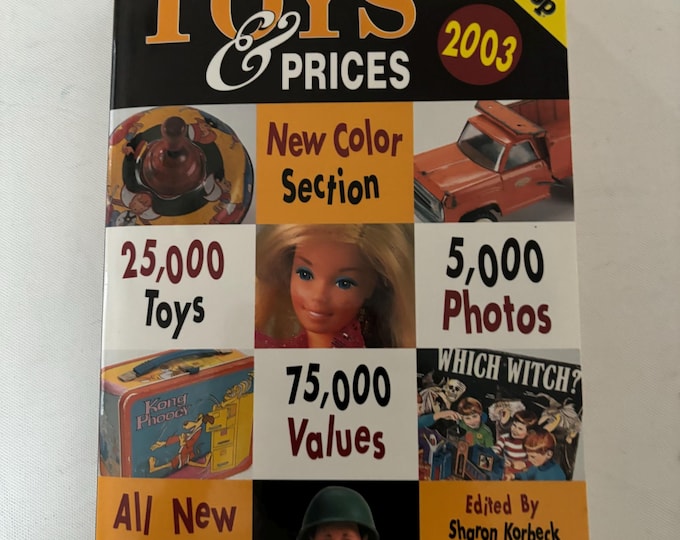 TOYS
& PRICES
2003
New Color
Section
25,000
Toys
5,000
Photos
Kong
Phooey
75,000
Values
WHICH WITCH?
All New
Edited By
Sharon Korbeck